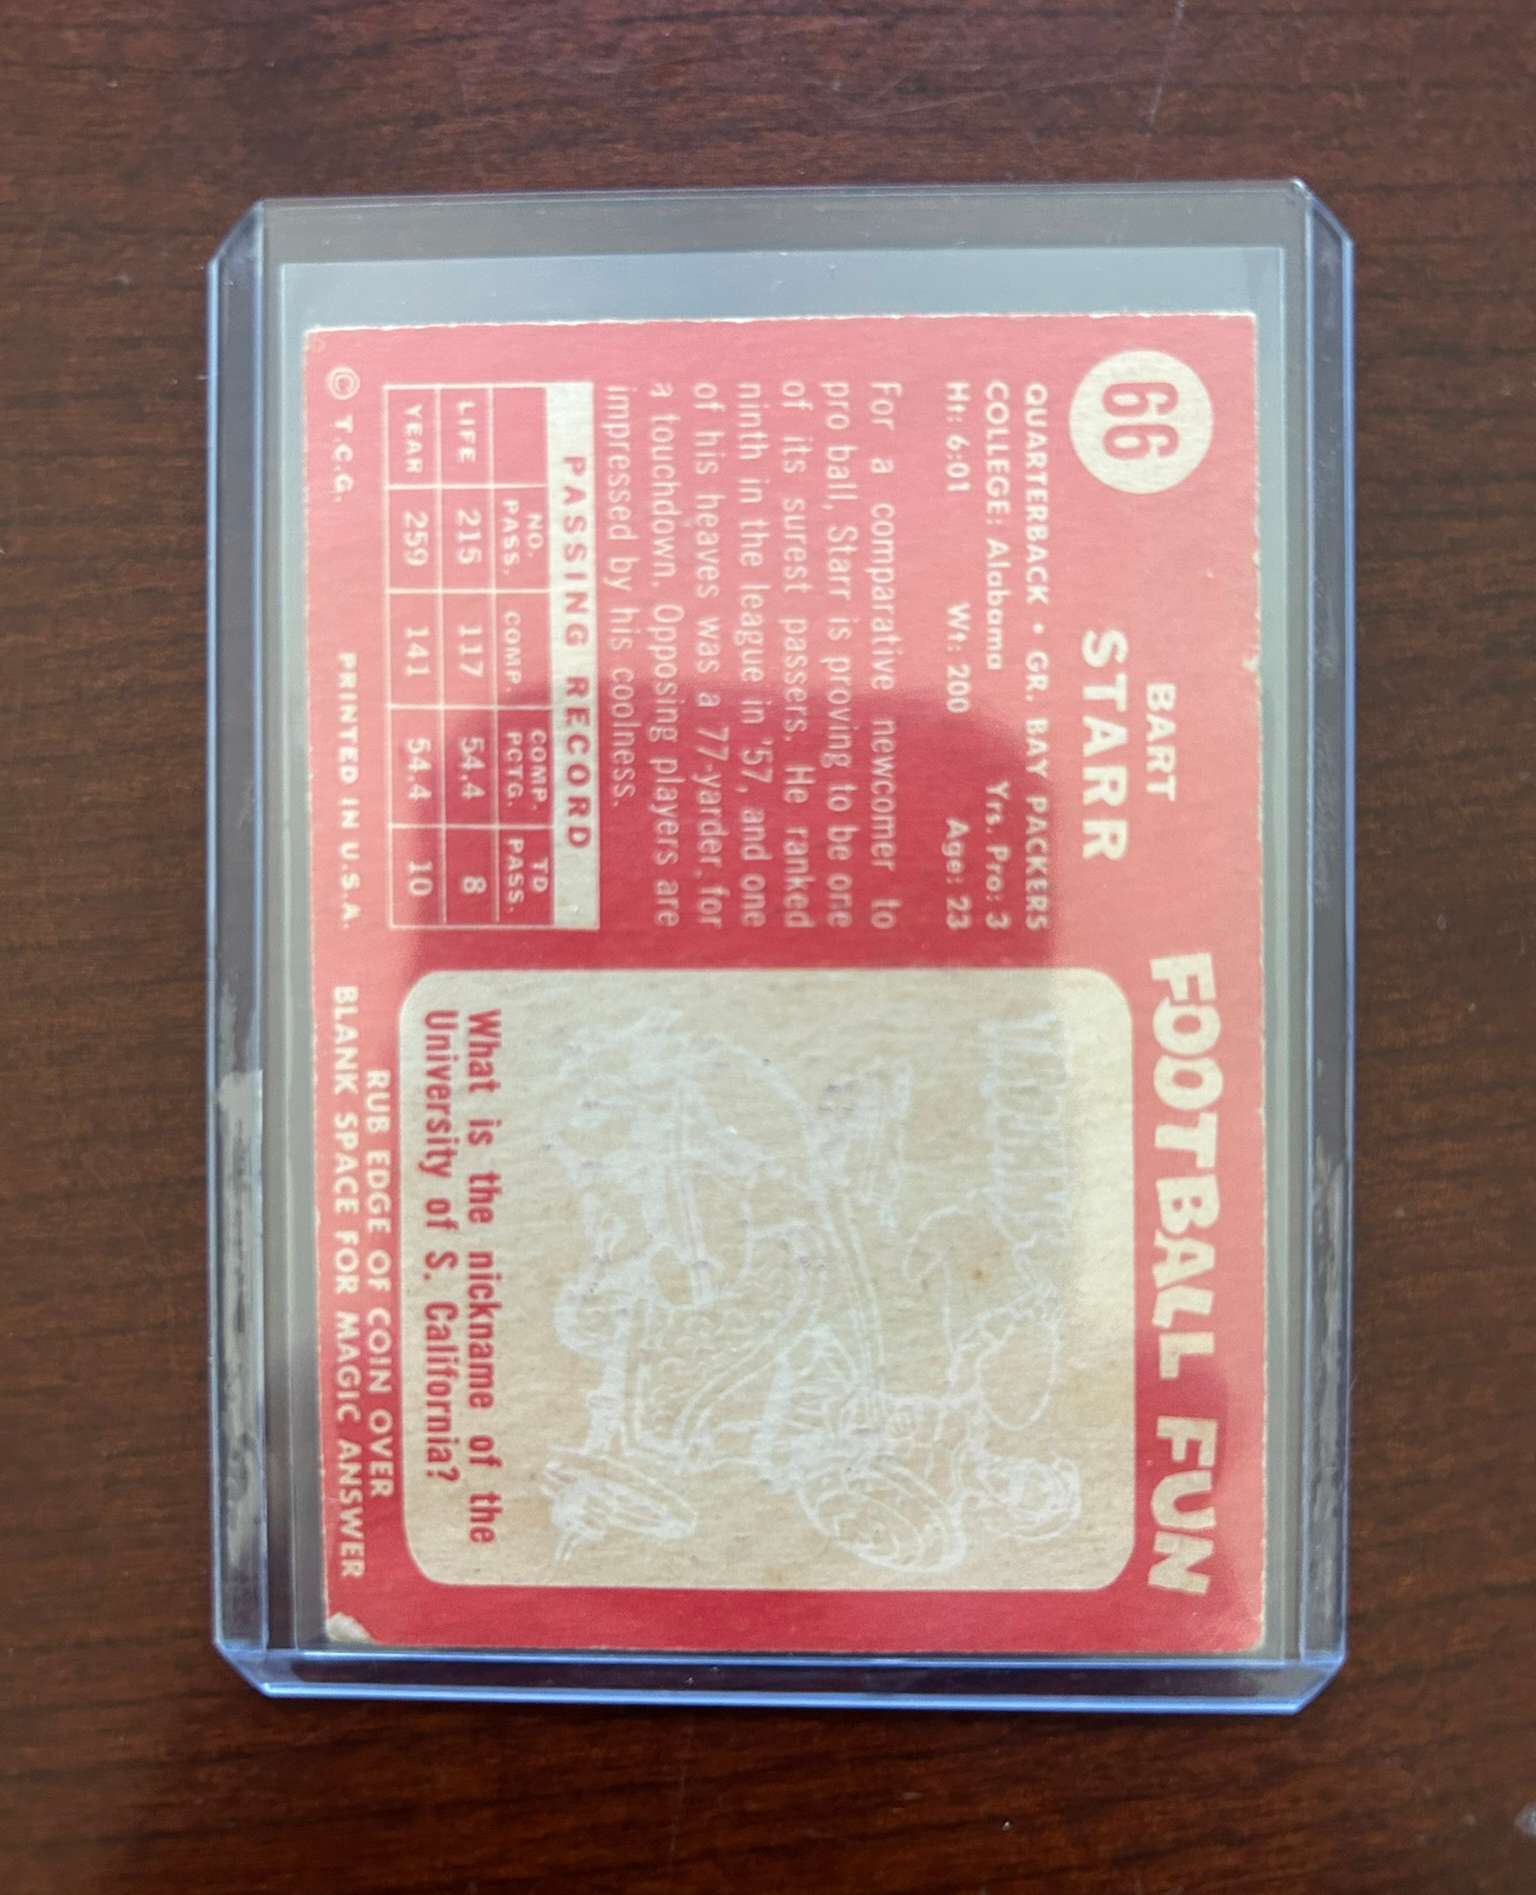 66
BART
STARR
QUARTERBACK • GR. BAY PACKERS
COLLEGE: Alabama Yrs. Pro: 3
Ht: 6:01 Wt: 200 Age: 23
For a comparative newcomer to
pro ball, Starr is proving to be one
of its surest passers. He ranked
ninth in the league in '57, and one
of his heaves was a 77-yarder, for
a touchdown. Opposing players are
impressed by his coolness.
PASSING RECORD
NO. PASS. COMP. COMP. PCTG. TD PASS.
LIFE 215 117 54.4 8
YEAR 259 141 54.4 10
© T.C.G. PRINTED IN U.S.A.
FOOTBALL FUN
What is the nickname of the
University of S. California?
RUB EDGE OF COIN OVER
BLANK SPACE FOR MAGIC ANSWER